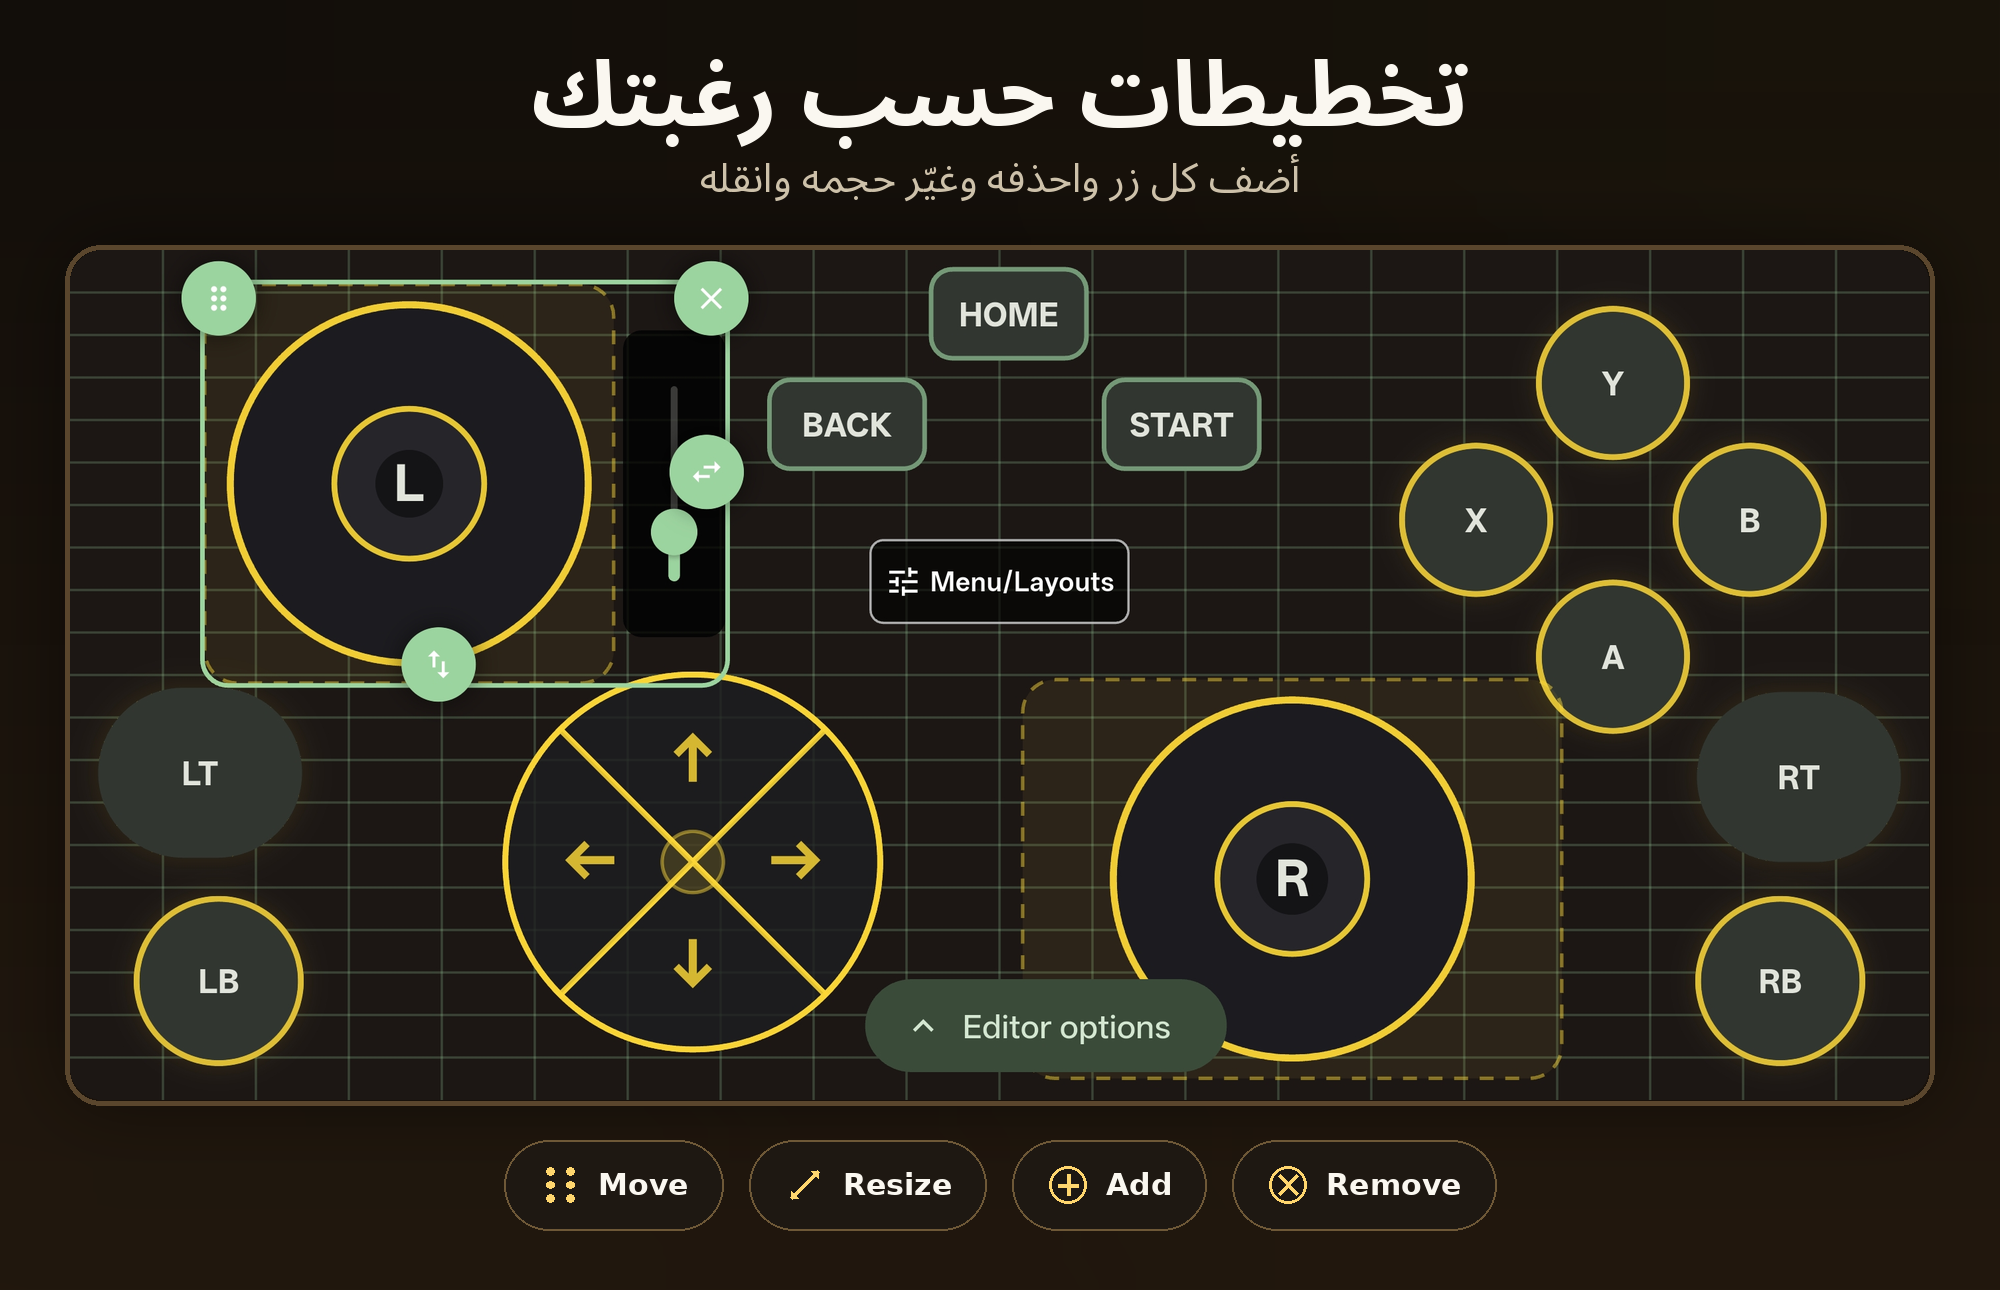 تخطيطات حسب رغبتك
أضف كل زر واحذفه وغيّر حجمه وانقله
HOME
BACK
START
Y
X
B
A
L
Menu/Layouts
LT
RT
R
LB
RB
Editor options
Move
Resize
Add
Remove